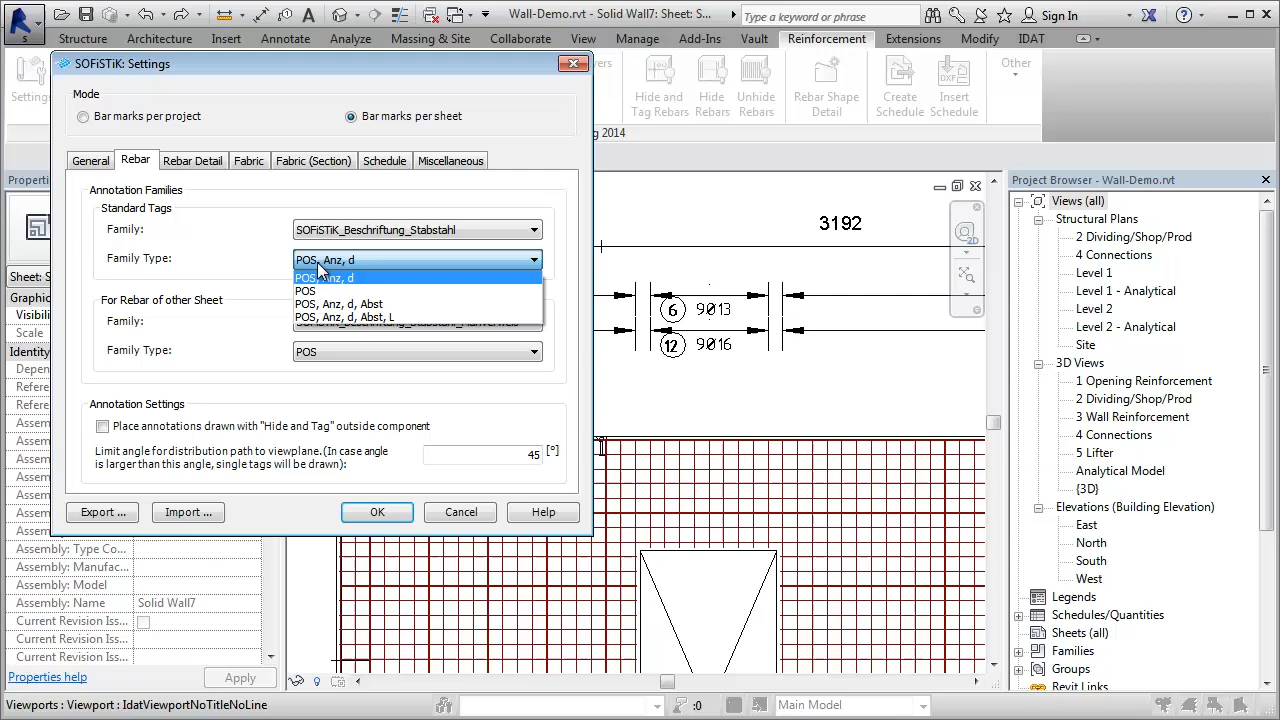 Wall-Demo.rvt - Solid Wall7: Sheet: S...
Type a keyword or phrase
Sign In
Structure Architecture Insert Annotate Analyze Massing & Site Collaborate View Manage Add-Ins Vault Reinforcement Extensions Modify IDAT
Settings
Hide and Tag Rebars
Hide Rebars
Unhide Rebars
Rebar Shape Detail
Create Schedule
Insert Schedule
Other
SOFiSTiK: Settings
Mode
Bar marks per project
Bar marks per sheet
General Rebar Rebar Detail Fabric Fabric (Section) Schedule Miscellaneous
Annotation Families
Standard Tags
Family: SOFiSTiK_Beschriftung_Stabstahl
Family Type: POS, Anz, d
POS, Anz, d
POS
POS, Anz, d, Abst
POS, Anz, d, Abst, L
For Rebar of other Sheet
Family:
Family Type: POS
Annotation Settings
Place annotations drawn with "Hide and Tag" outside component
Limit angle for distribution path to viewplane.(In case angle
is larger than this angle, single tags will be drawn):
45 [°]
Export ... Import ... OK Cancel Help
Assembly: Type Co...
Assembly: Manufac...
Assembly: Model
Assembly: Name Solid Wall7
Current Revision Iss...
Properties help
Apply
3192
6 9Ø13
12 9Ø16
2D
Project Browser - Wall-Demo.rvt
Views (all)
Structural Plans
2 Dividing/Shop/Prod
4 Connections
Level 1
Level 1 - Analytical
Level 2
Level 2 - Analytical
Site
3D Views
1 Opening Reinforcement
2 Dividing/Shop/Prod
3 Wall Reinforcement
4 Connections
5 Lifter
Analytical Model
{3D}
Elevations (Building Elevation)
East
North
South
West
Legends
Schedules/Quantities
Sheets (all)
Families
Groups
Revit Links
Viewports : Viewport : IdatViewportNoTitleNoLine
:0
Main Model